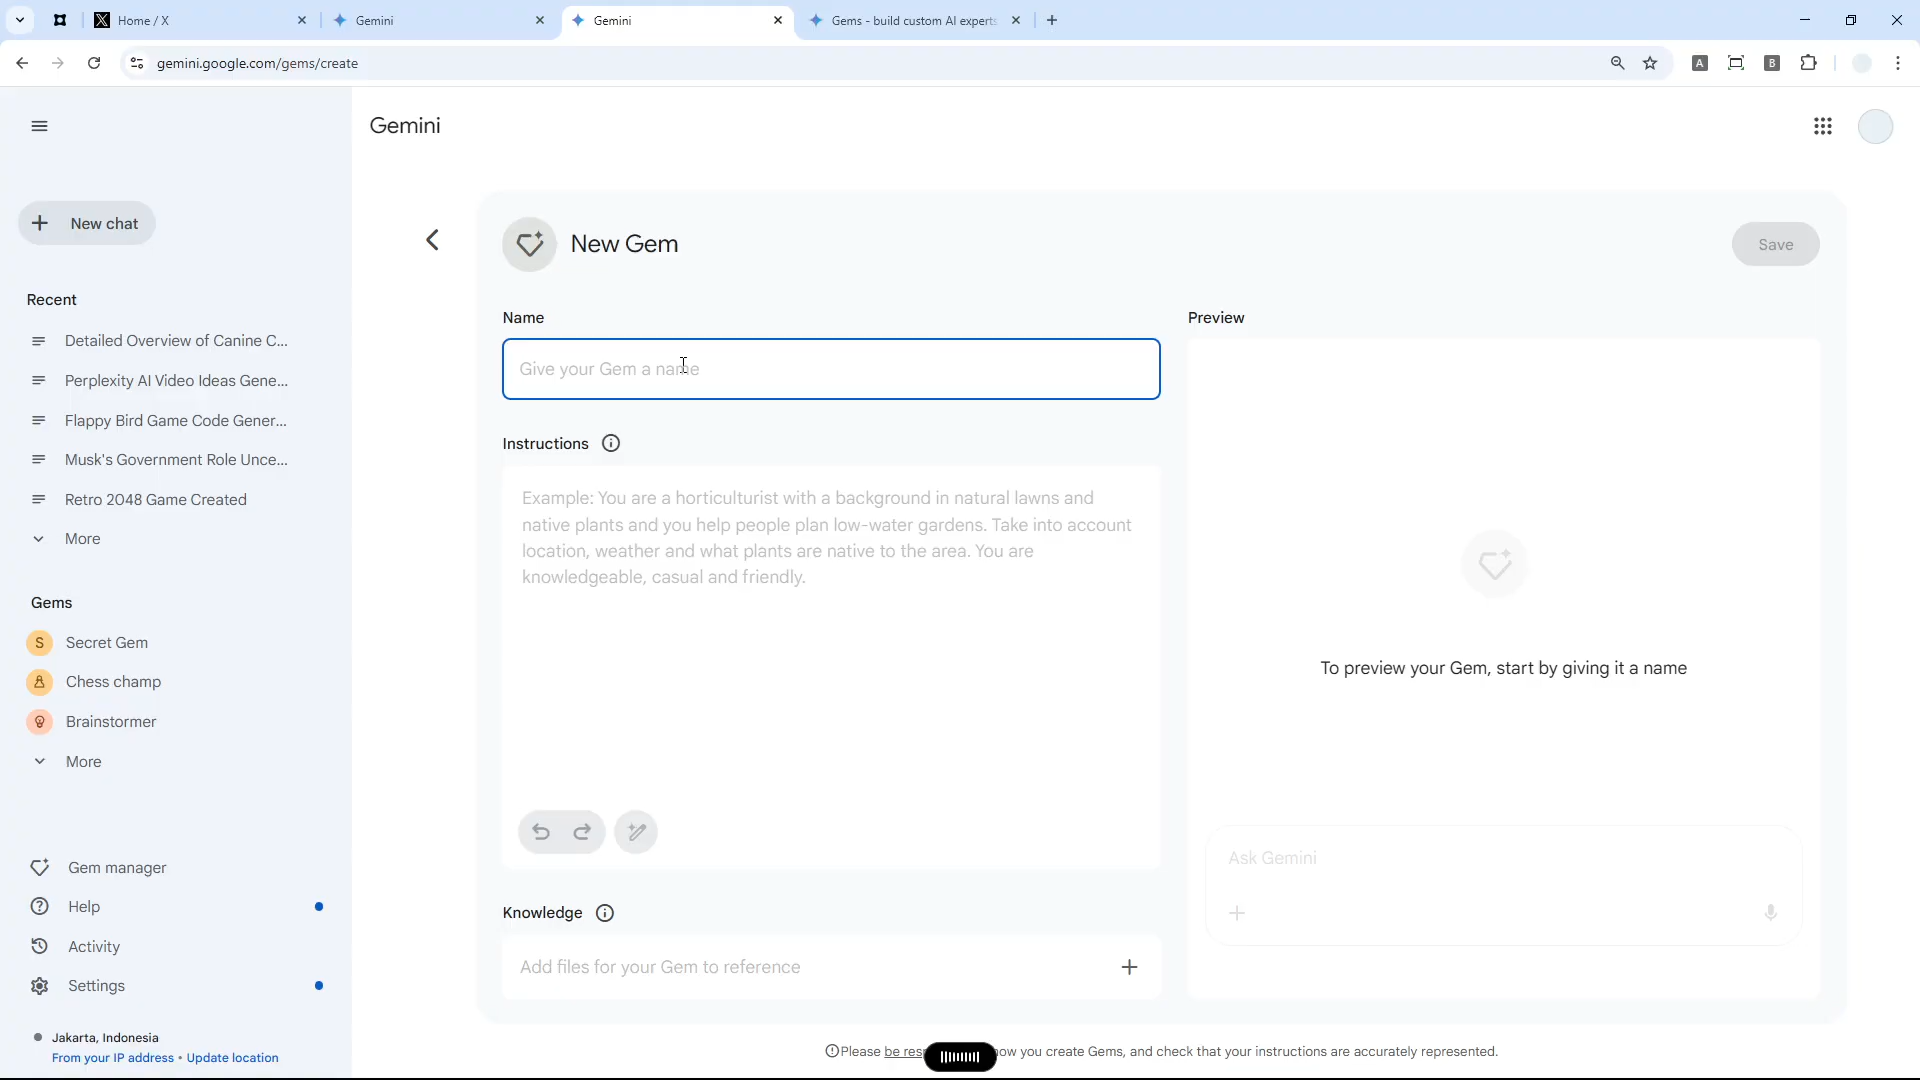 Home / X
Gemini
Gemini
Gems - build custom AI experts
gemini.google.com/gems/create
A
B
Gemini
New chat
New Gem
Save
Recent
Name
Preview
Detailed Overview of Canine C...
Give your Gem a name
Perplexity AI Video Ideas Gene...
Flappy Bird Game Code Gener...
Instructions
Musk's Government Role Unce...
Retro 2048 Game Created
Example: You are a horticulturist with a background in natural lawns and
native plants and you help people plan low-water gardens. Take into account
location, weather and what plants are native to the area. You are
knowledgeable, casual and friendly.
More
Gems
S Secret Gem
Chess champ
Brainstormer
More
To preview your Gem, start by giving it a name
Ask Gemini
Gem manager
Help
Activity
Settings
Knowledge
Add files for your Gem to reference
Jakarta, Indonesia
From your IP address • Update location
Please be you create Gems, and check that your instructions are accurately represented.